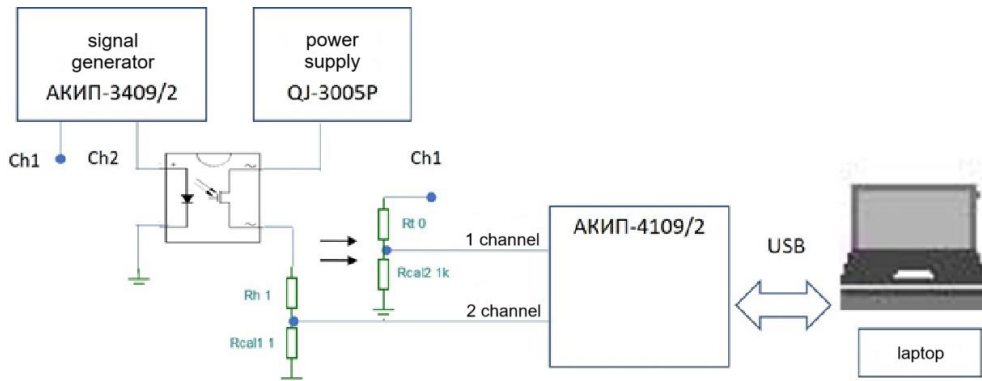 signal
generator
АКИП-3409/2
power
supply
QJ-3005P
Ch1
Ch2
Ch1
+
Rt 0
1 channel
Rcal2 1k
АКИП-4109/2
USB
Rh 1
2 channel
Rcal1 1
laptop